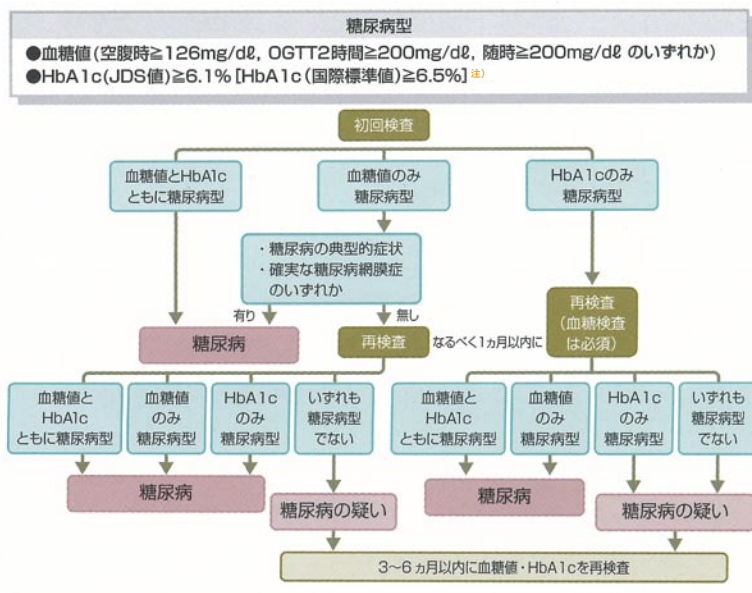 糖尿病型
●血糖値(空腹時≧126mg/dℓ, OGTT2時間≧200mg/dℓ, 随時≧200mg/dℓ のいずれか)
●HbA1c(JDS値)≧6.1% [HbA1c(国際標準値)≧6.5%] 注)
初回検査
血糖値とHbA1c
ともに糖尿病型
血糖値のみ
糖尿病型
HbA1cのみ
糖尿病型
・糖尿病の典型的症状
・確実な糖尿病網膜症
のいずれか
有り
無し
糖尿病
再検査
なるべく1ヵ月以内に
再検査
(血糖検査
は必須)
血糖値と
HbA1c
ともに糖尿病型
血糖値
のみ
糖尿病型
HbA1c
のみ
糖尿病型
いずれも
糖尿病型
でない
血糖値と
HbA1c
ともに糖尿病型
血糖値
のみ
糖尿病型
HbA1c
のみ
糖尿病型
いずれも
糖尿病型
でない
糖尿病
糖尿病の疑い
糖尿病
糖尿病の疑い
3〜6ヵ月以内に血糖値・HbA1cを再検査